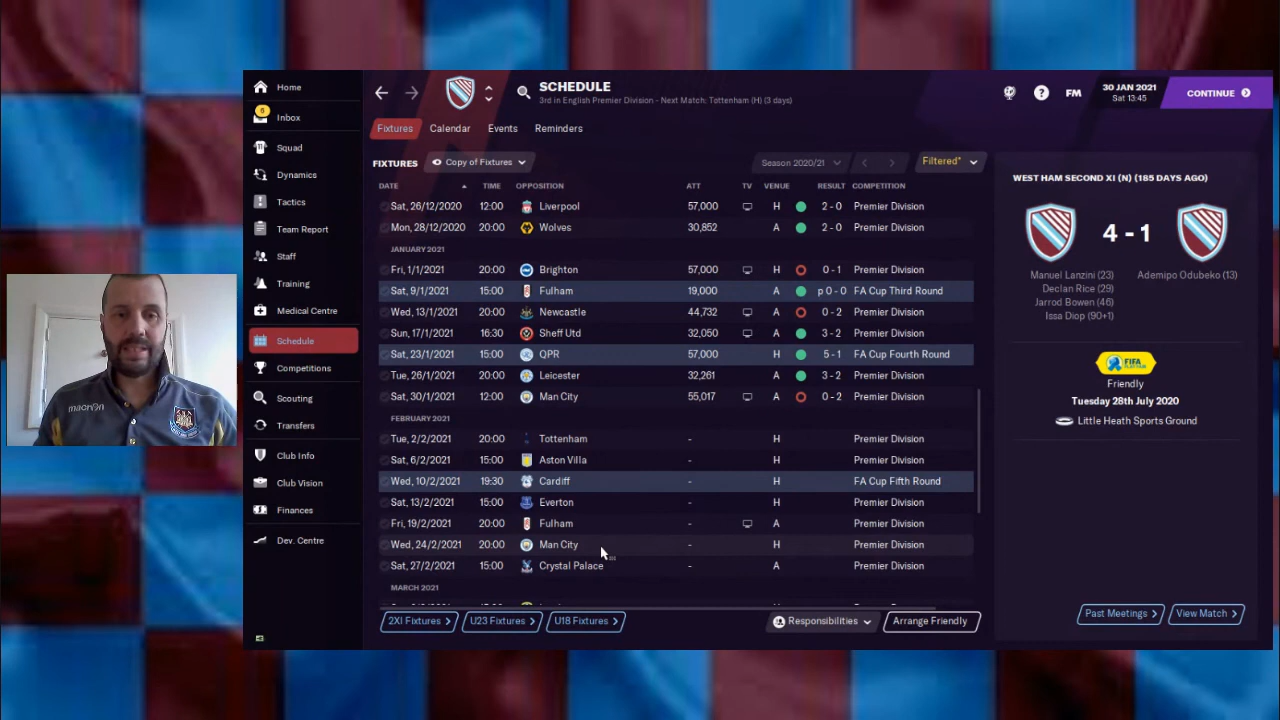 Home
6
Inbox
Squad
Dynamics
Tactics
Team Report
Staff
Training
Medical Centre
Schedule
Competitions
Scouting
Transfers
Club Info
Club Vision
Finances
Dev. Centre
SCHEDULE
3rd in English Premier Division - Next Match: Tottenham (H) (3 days)
? FM 30 JAN 2021 Sat 13:45 CONTINUE
Fixtures Calendar Events Reminders
FIXTURES Copy of Fixtures Season 2020/21 < > Filtered*
DATE TIME OPPOSITION ATT TV VENUE RESULT COMPETITION
Sat, 26/12/2020 12:00 Liverpool 57,000 H 2 - 0 Premier Division
Mon, 28/12/2020 20:00 Wolves 30,852 A 2 - 0 Premier Division
JANUARY 2021
Fri, 1/1/2021 20:00 Brighton 57,000 H 0 - 1 Premier Division
Sat, 9/1/2021 15:00 Fulham 19,000 A p 0 - 0 FA Cup Third Round
Wed, 13/1/2021 20:00 Newcastle 44,732 A 0 - 2 Premier Division
Sun, 17/1/2021 16:30 Sheff Utd 32,050 A 3 - 2 Premier Division
Sat, 23/1/2021 15:00 QPR 57,000 H 5 - 1 FA Cup Fourth Round
Tue, 26/1/2021 20:00 Leicester 32,261 A 3 - 2 Premier Division
Sat, 30/1/2021 12:00 Man City 55,017 A 0 - 2 Premier Division
FEBRUARY 2021
Tue, 2/2/2021 20:00 Tottenham - H Premier Division
Sat, 6/2/2021 15:00 Aston Villa - H Premier Division
Wed, 10/2/2021 19:30 Cardiff - H FA Cup Fifth Round
Sat, 13/2/2021 15:00 Everton - H Premier Division
Fri, 19/2/2021 20:00 Fulham - A Premier Division
Wed, 24/2/2021 20:00 Man City - H Premier Division
Sat, 27/2/2021 15:00 Crystal Palace - A Premier Division
MARCH 2021
2XI Fixtures > U23 Fixtures > U18 Fixtures > Responsibilities Arrange Friendly
WEST HAM SECOND XI (N) (185 DAYS AGO)
4 - 1
Manuel Lanzini (23) Ademipo Odubeko (13)
Declan Rice (29)
Jarrod Bowen (46)
Issa Diop (90+1)
FIFA
Friendly
Tuesday 28th July 2020
Little Heath Sports Ground
Past Meetings > View Match >
macron